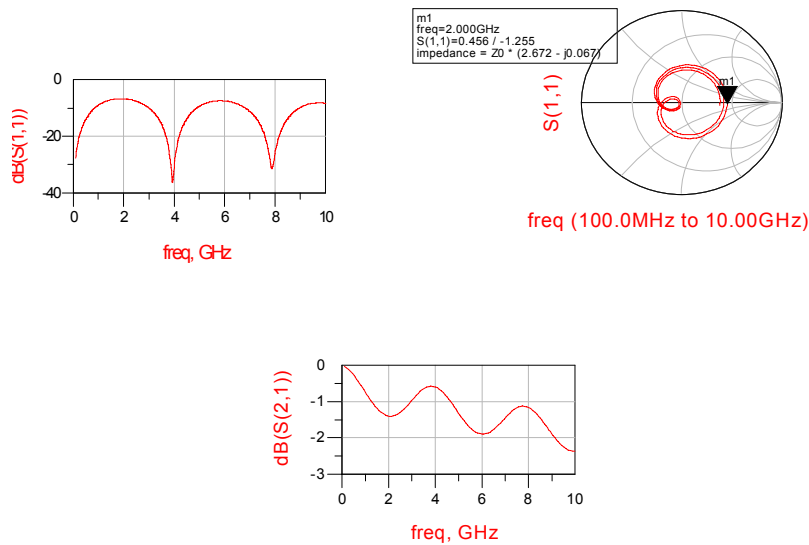 m1
freq=2.000GHz
S(1,1)=0.456 / -1.255
impedance = Z0 * (2.672 - j0.067)
0
-20
-40
dB(S(1,1))
0 2 4 6 8 10
freq, GHz
m1
S(1,1)
freq (100.0MHz to 10.00GHz)
0
-1
-2
-3
dB(S(2,1))
0 2 4 6 8 10
freq, GHz